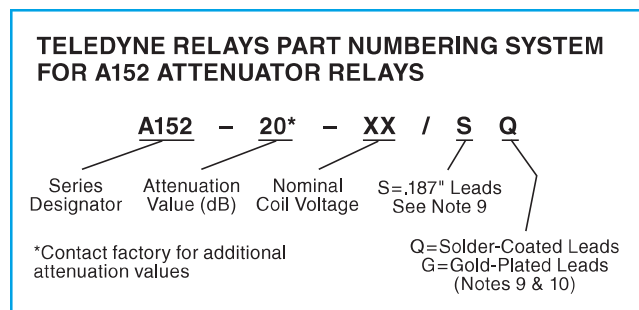 TELEDYNE RELAYS PART NUMBERING SYSTEM
FOR A152 ATTENUATOR RELAYS
A152 – 20* – XX / S Q
Series Designator
Attenuation Value (dB)
Nominal Coil Voltage
S=.187" Leads
See Note 9
*Contact factory for additional
attenuation values
Q=Solder-Coated Leads
G=Gold-Plated Leads
(Notes 9 & 10)